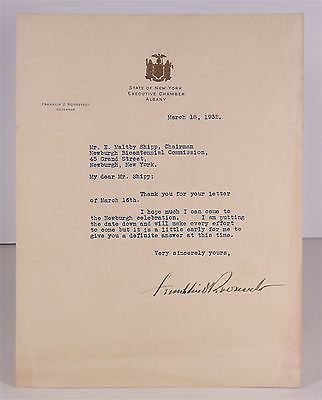 STATE OF NEW YORK
EXECUTIVE CHAMBER
ALBANY
FRANKLIN D. ROOSEVELT
GOVERNOR
March 18, 1932.
Mr. E. Maltby Shipp, Chairman
Newburgh Bicentennial Commission,
45 Grand Street,
Newburgh, New York.
My dear Mr. Shipp:
Thank you for your letter
of March 16th.
I hope much I can come to
the Newburgh celebration. I am putting
the date down and will make every effort
to come but it is a little early for me to
give you a definite answer at this time.
Very sincerely yours,
Franklin D Roosevelt